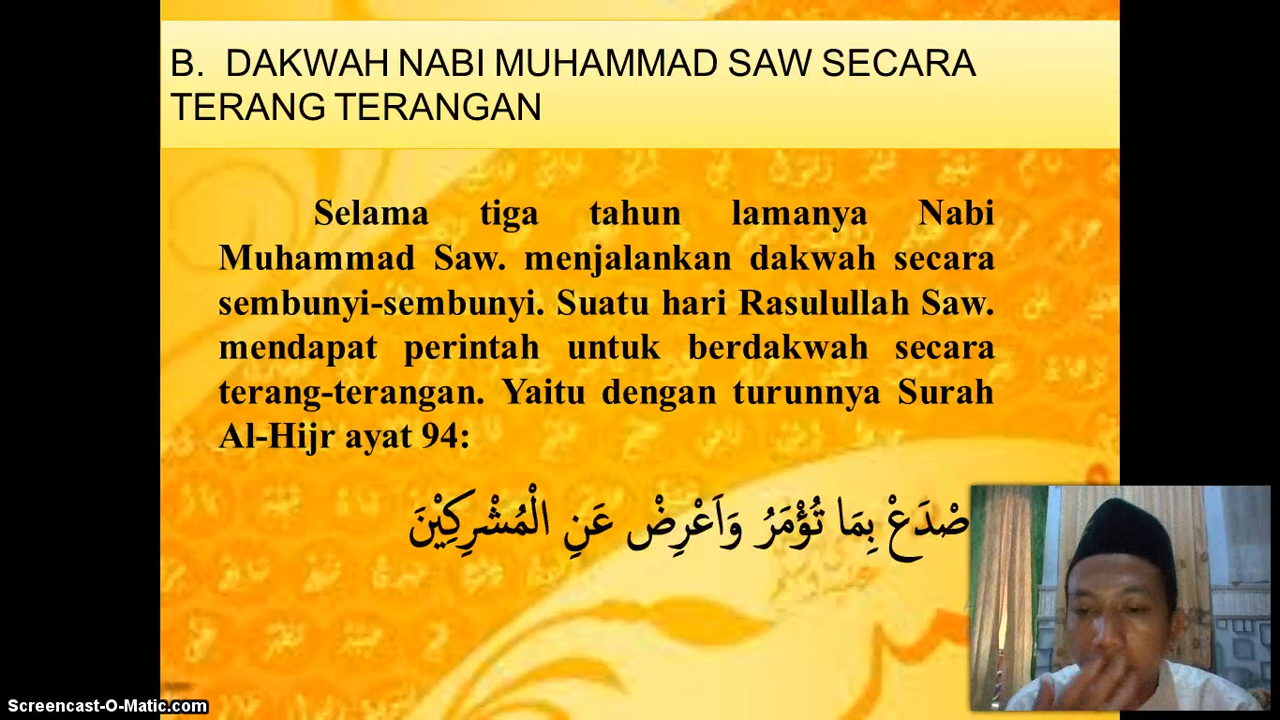 B. DAKWAH NABI MUHAMMAD SAW SECARA
TERANG TERANGAN
Selama tiga tahun lamanya Nabi
Muhammad Saw. menjalankan dakwah secara
sembunyi-sembunyi. Suatu hari Rasulullah Saw.
mendapat perintah untuk berdakwah secara
terang-terangan. Yaitu dengan turunnya Surah
Al-Hijr ayat 94:
صْدَعْ بِمَا تُؤْمَرُ وَاَعْرِضْ عَنِ الْمُشْرِكِيْنَ
Screencast-O-Matic.com